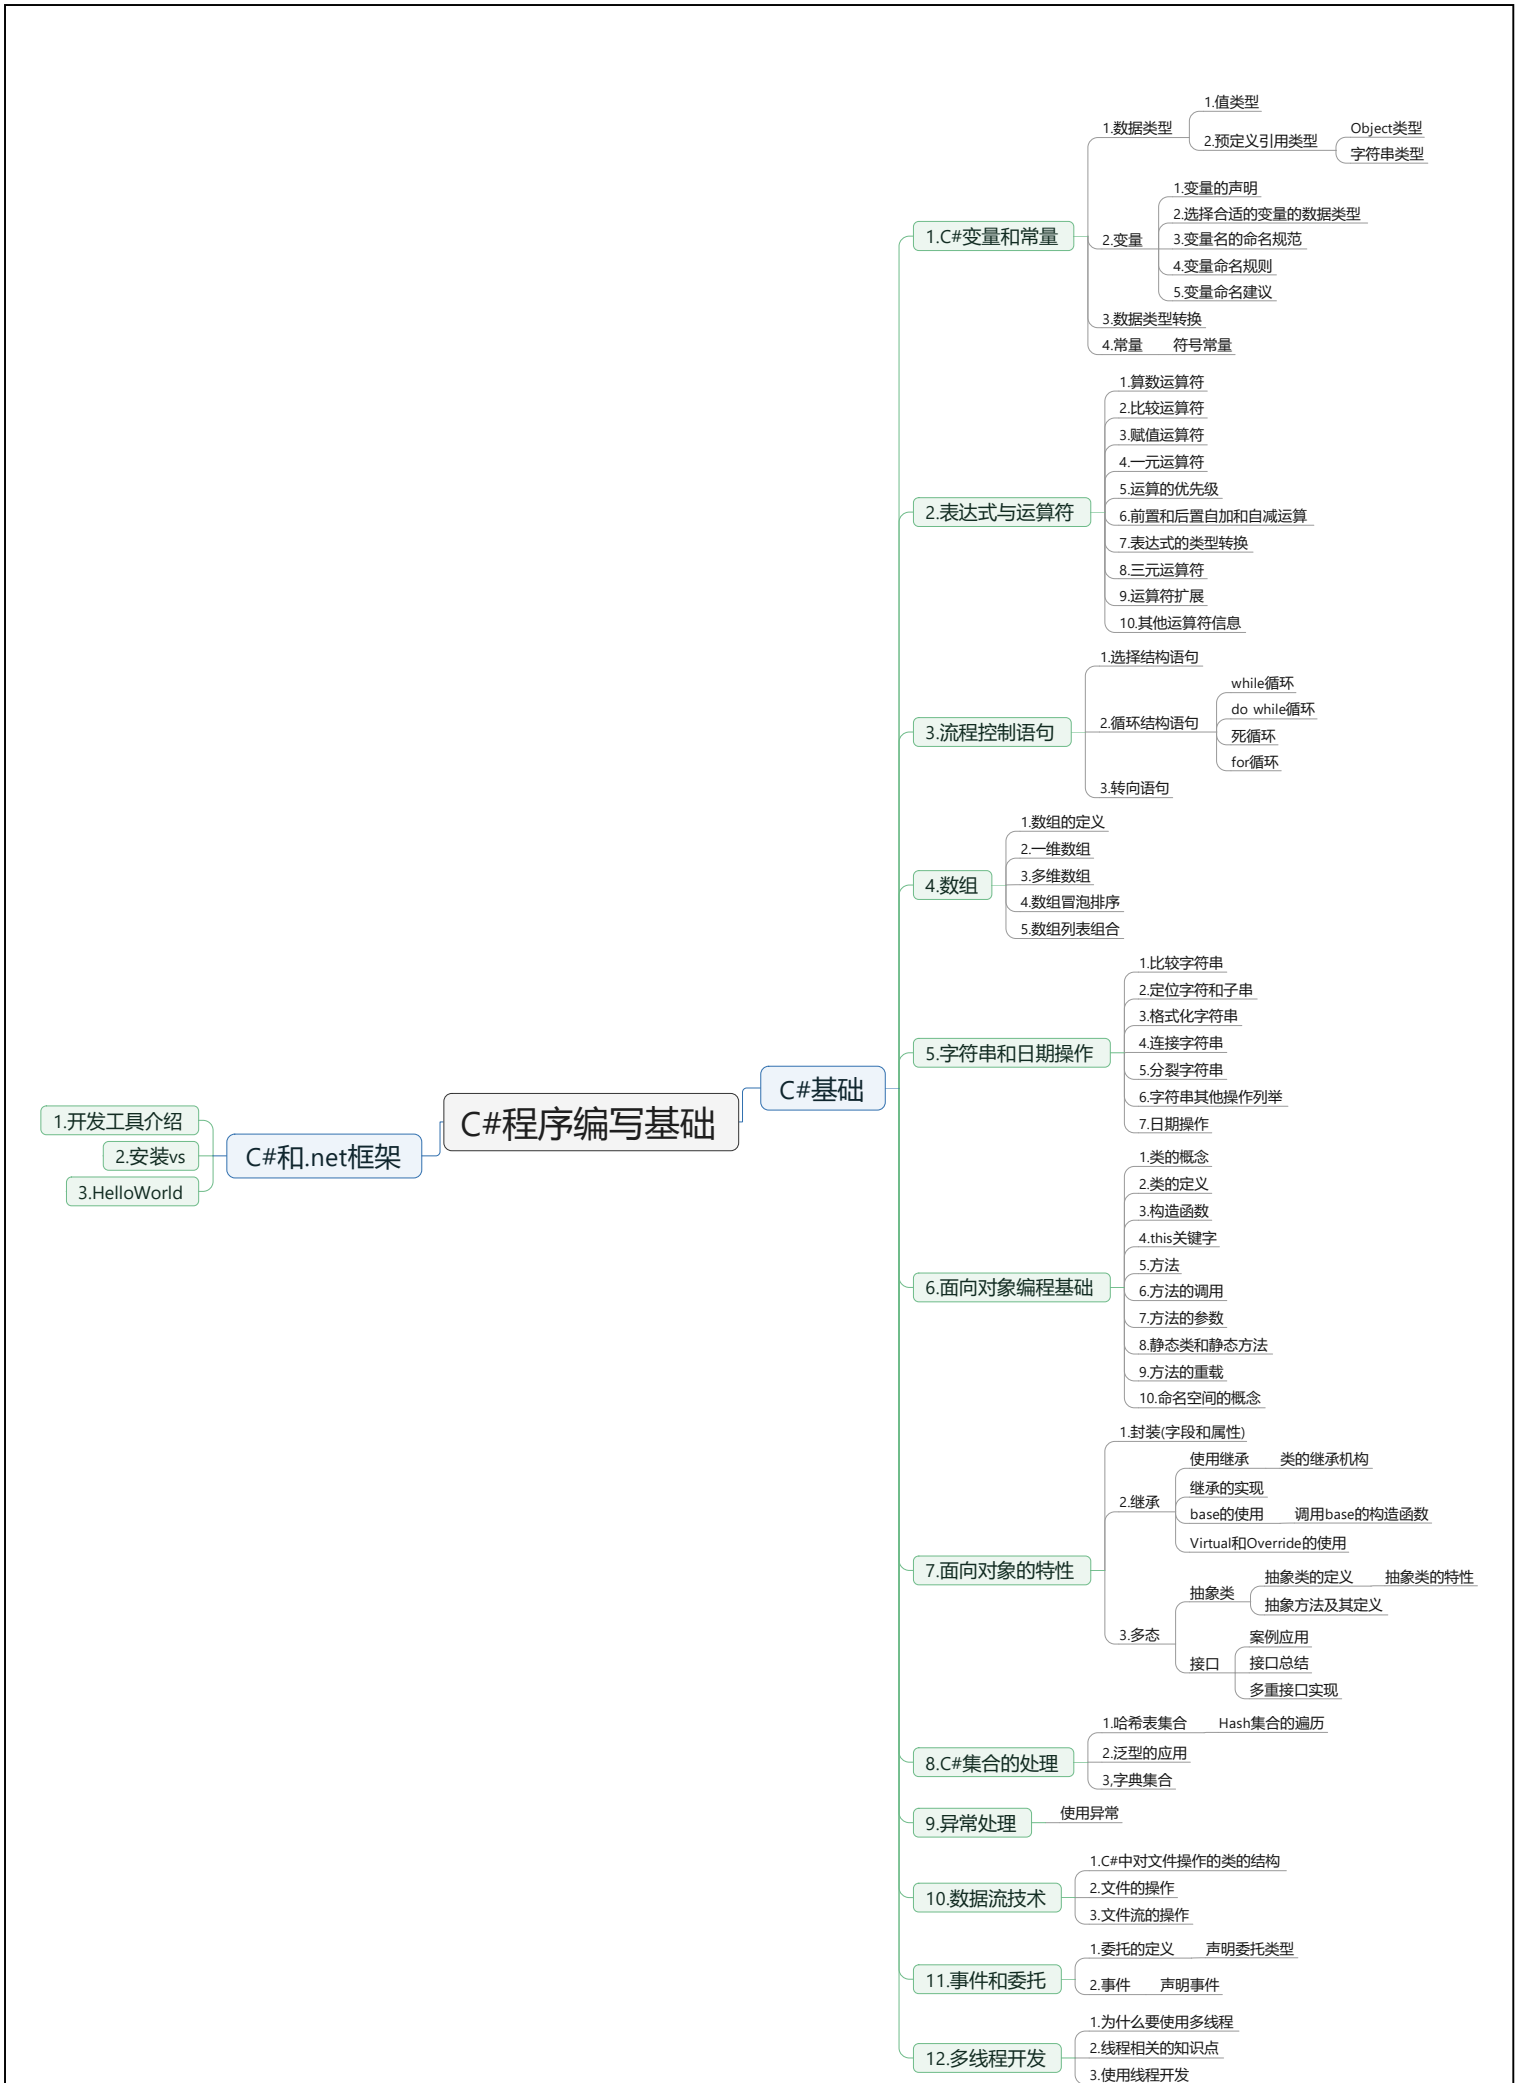 C#程序编写基础
C#和.net框架
1.开发工具介绍
2.安装vs
3.HelloWorld
C#基础
1.C#变量和常量
1.数据类型
1.值类型
2.预定义引用类型
Object类型
字符串类型
2.变量
1.变量的声明
2.选择合适的变量的数据类型
3.变量名的命名规范
4.变量命名规则
5.变量命名建议
3.数据类型转换
4.常量
符号常量
2.表达式与运算符
1.算数运算符
2.比较运算符
3.赋值运算符
4.一元运算符
5.运算的优先级
6.前置和后置自加和自减运算
7.表达式的类型转换
8.三元运算符
9.运算符扩展
10.其他运算符信息
3.流程控制语句
1.选择结构语句
2.循环结构语句
while循环
do while循环
死循环
for循环
3.转向语句
4.数组
1.数组的定义
2.一维数组
3.多维数组
4.数组冒泡排序
5.数组列表组合
5.字符串和日期操作
1.比较字符串
2.定位字符和子串
3.格式化字符串
4.连接字符串
5.分裂字符串
6.字符串其他操作列举
7.日期操作
6.面向对象编程基础
1.类的概念
2.类的定义
3.构造函数
4.this关键字
5.方法
6.方法的调用
7.方法的参数
8.静态类和静态方法
9.方法的重载
10.命名空间的概念
7.面向对象的特性
1.封装(字段和属性)
2.继承
使用继承
类的继承机构
继承的实现
base的使用
调用base的构造函数
Virtual和Override的使用
3.多态
抽象类
抽象类的定义
抽象类的特性
抽象方法及其定义
接口
案例应用
接口总结
多重接口实现
8.C#集合的处理
1.哈希表集合
Hash集合的遍历
2.泛型的应用
3,字典集合
9.异常处理
使用异常
10.数据流技术
1.C#中对文件操作的类的结构
2.文件的操作
3.文件流的操作
11.事件和委托
1.委托的定义
声明委托类型
2.事件
声明事件
12.多线程开发
1.为什么要使用多线程
2.线程相关的知识点
3.使用线程开发